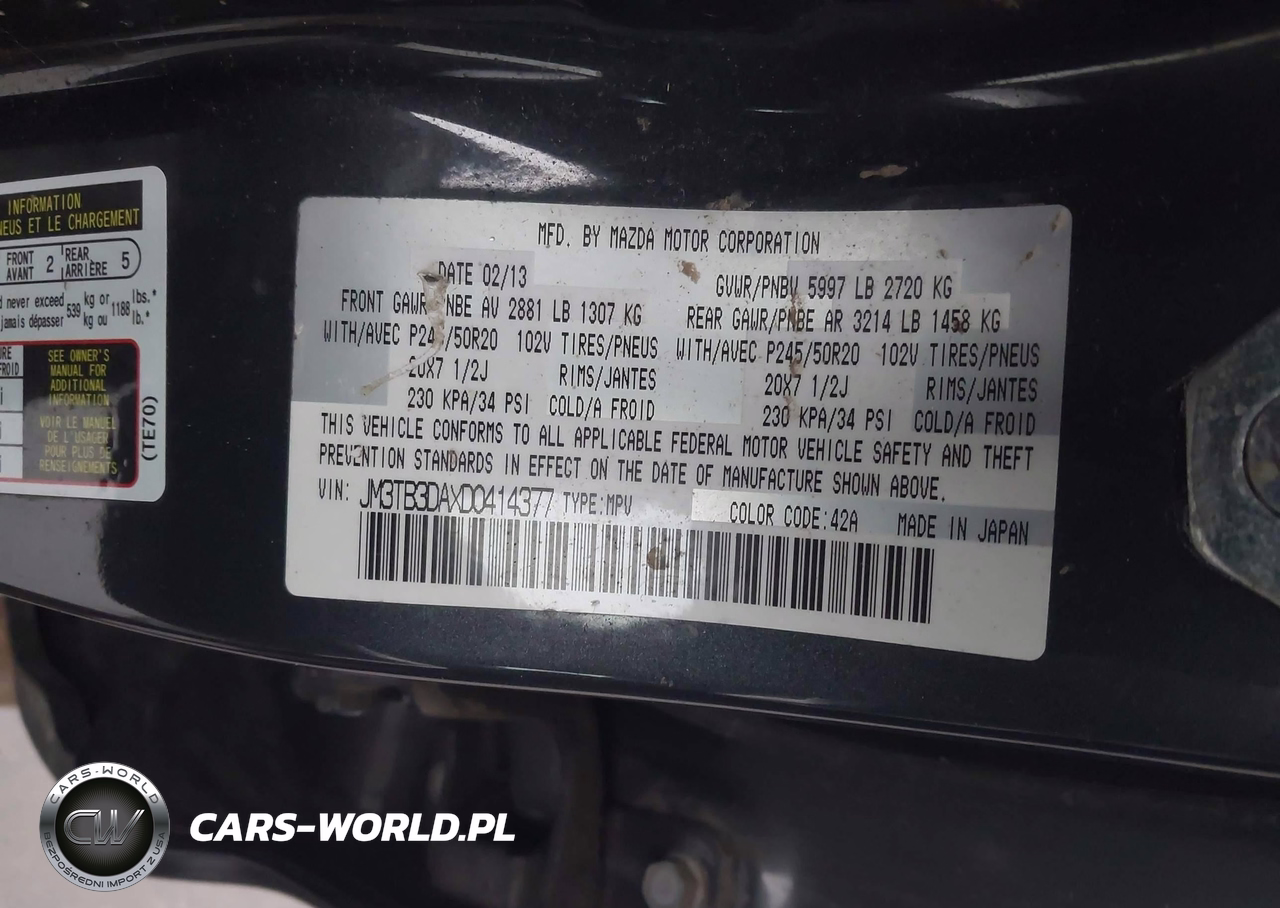 INFORMATION
NEUS ET LE CHARGEMENT
FRONT AVANT 2 REAR ARRIÈRE 5
never exceed 539 kg or 1188 lbs.*
jamais dépasser kg ou lb.*
SEE OWNER'S
MANUAL FOR
ADDITIONAL
INFORMATION
VOIR LE MANUEL
DE L'USAGER
POUR PLUS DE
RENSEIGNEMENTS
(TE70)
MFD. BY MAZDA MOTOR CORPORATION
DATE 02/13 GVWR/PNBV 5997 LB 2720 KG
FRONT GAWR/PNBE AV 2881 LB 1307 KG REAR GAWR/PNBE AR 3214 LB 1458 KG
WITH/AVEC P245/50R20 102V TIRES/PNEUS WITH/AVEC P245/50R20 102V TIRES/PNEUS
20X7 1/2J RIMS/JANTES 20X7 1/2J RIMS/JANTES
230 KPA/34 PSI COLD/A FROID 230 KPA/34 PSI COLD/A FROID
THIS VEHICLE CONFORMS TO ALL APPLICABLE FEDERAL MOTOR VEHICLE SAFETY AND THEFT
PREVENTION STANDARDS IN EFFECT ON THE DATE OF MANUFACTURE SHOWN ABOVE.
VIN: JM3TB3DAXD0414377 TYPE:MPV COLOR CODE:42A MADE IN JAPAN
CARS-WORLD
CW
BEZPOŚREDNI IMPORT Z USA
CARS-WORLD.PL